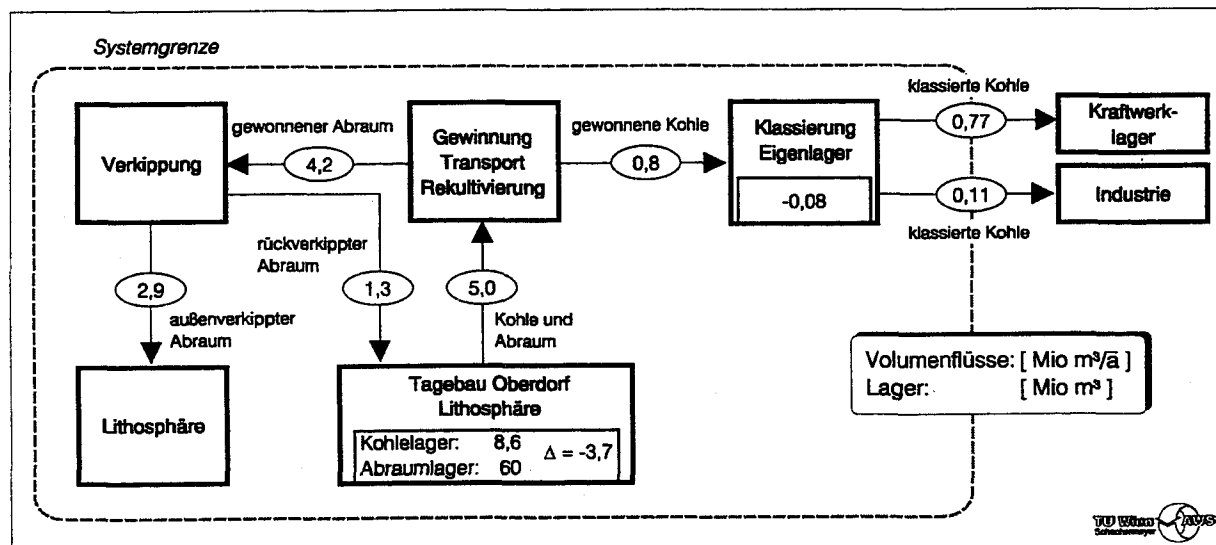 Systemgrenze
klassierte Kohle
0,77
Kraftwerk-
lager
gewonnener Abraum
4,2
Verkippung
Gewinnung
Transport
Rekultivierung
gewonnene Kohle
0,8
Klassierung
Eigenlager
-0,08
0,11
Industrie
klassierte Kohle
rückverkippter
Abraum
2,9
1,3
5,0
außenverkippter
Abraum
Kohle und
Abraum
Volumenflüsse: [ Mio m³/a̅ ]
Lager: [ Mio m³ ]
Lithosphäre
Tagebau Oberdorf
Lithosphäre
Kohlelager: 8,6
Δ = -3,7
Abraumlager: 60
TU Wien
AWS